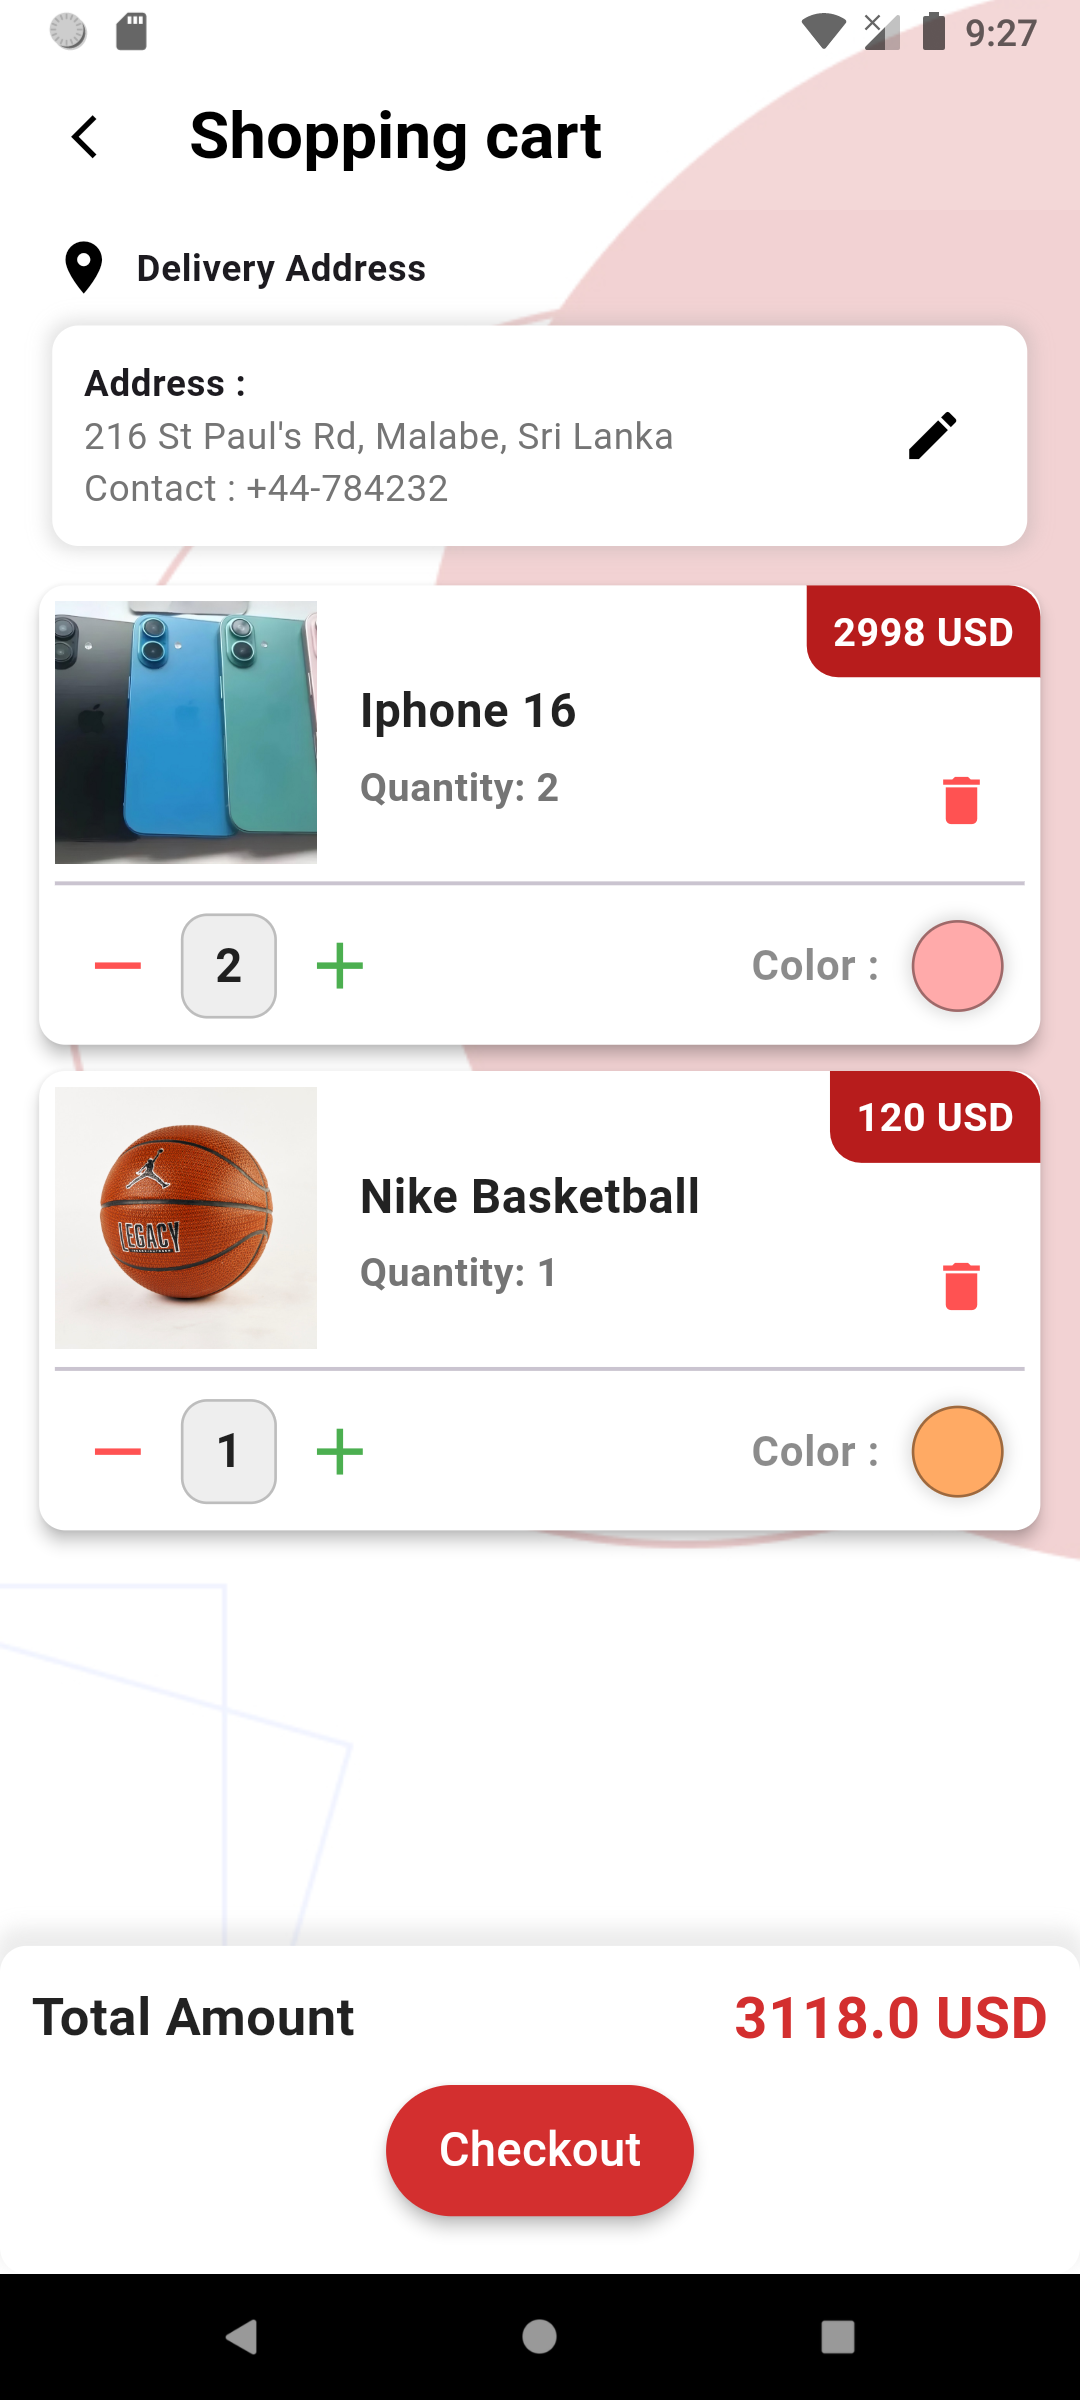 9:27
Shopping cart
Delivery Address
Address :
216 St Paul's Rd, Malabe, Sri Lanka
Contact : +44-784232
2998 USD
Iphone 16
Quantity: 2
2
Color :
120 USD
LEGACY
Nike Basketball
Quantity: 1
1
Color :
Total Amount
3118.0 USD
Checkout